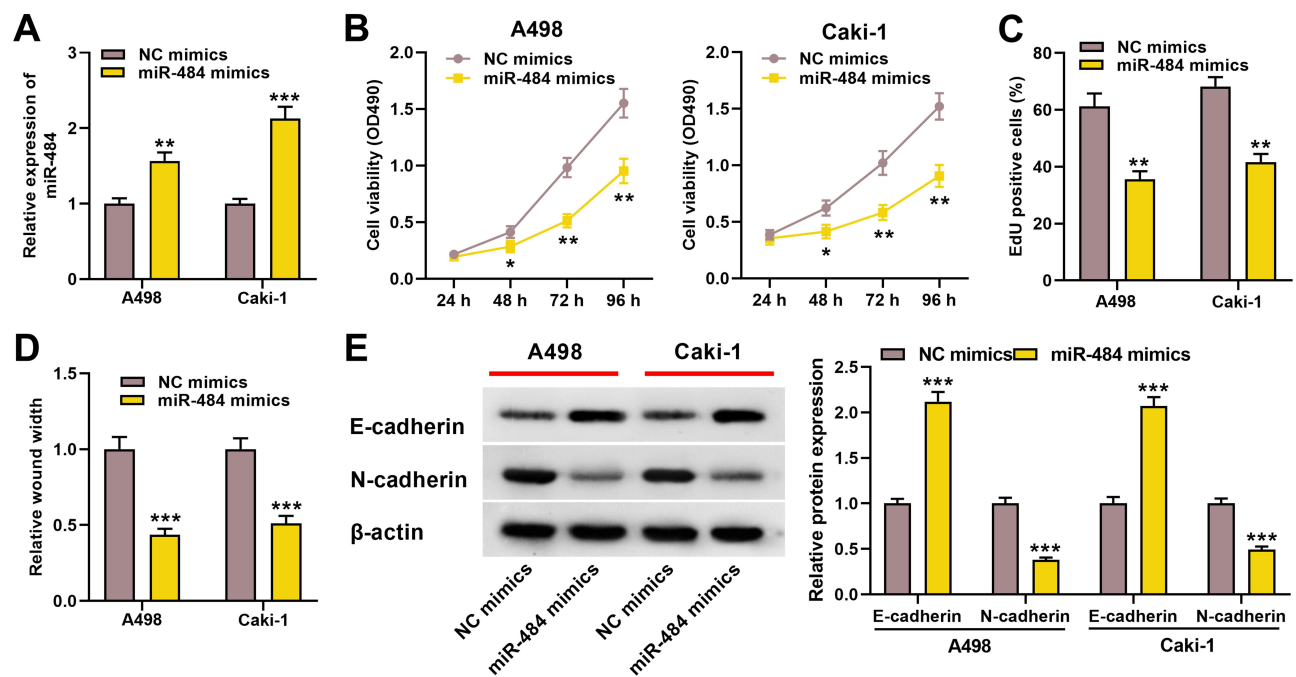 A
Relative expression of
miR-484
3
2
1
0
NC mimics
miR-484 mimics
**
***
A498
Caki-1
B
A498
Cell viability (OD490)
2.0
1.5
1.0
0.5
0.0
NC mimics
miR-484 mimics
*
**
**
24 h
48 h
72 h
96 h
Caki-1
Cell viability (OD490)
2.0
1.5
1.0
0.5
0.0
NC mimics
miR-484 mimics
*
**
**
24 h
48 h
72 h
96 h
C
EdU positive cells (%)
80
60
40
20
0
NC mimics
miR-484 mimics
**
**
A498
Caki-1
D
Relative wound width
1.5
1.0
0.5
0.0
NC mimics
miR-484 mimics
***
***
A498
Caki-1
E
A498
Caki-1
E-cadherin
N-cadherin
β-actin
NC mimics
miR-484 mimics
NC mimics
miR-484 mimics
Relative protein expression
2.5
2.0
1.5
1.0
0.5
0.0
NC mimics
miR-484 mimics
***
***
***
***
E-cadherin
N-cadherin
E-cadherin
N-cadherin
A498
Caki-1